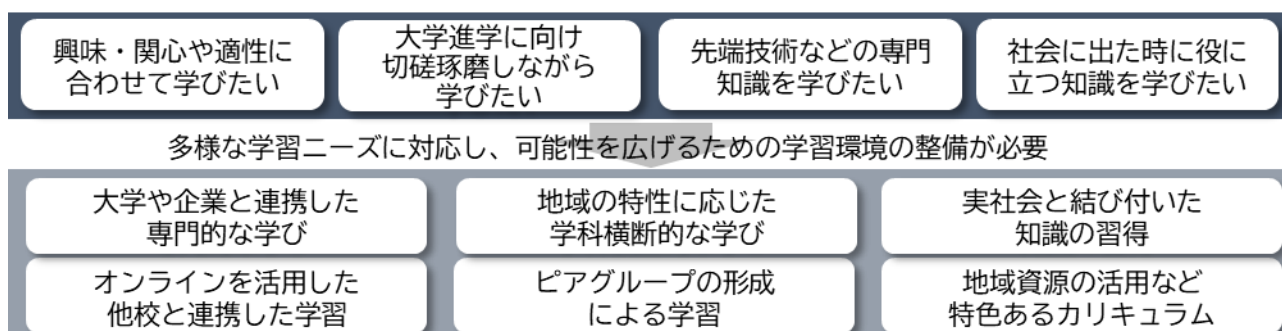 興味・関心や適性に
合わせて学びたい
大学進学に向け
切磋琢磨しながら
学びたい
先端技術などの専門
知識を学びたい
社会に出た時に役に
立つ知識を学びたい
多様な学習ニーズに対応し、可能性を広げるための学習環境の整備が必要
大学や企業と連携した
専門的な学び
地域の特性に応じた
学科横断的な学び
実社会と結び付いた
知識の習得
オンラインを活用した
他校と連携した学習
ピアグループの形成
による学習
地域資源の活用など
特色あるカリキュラム